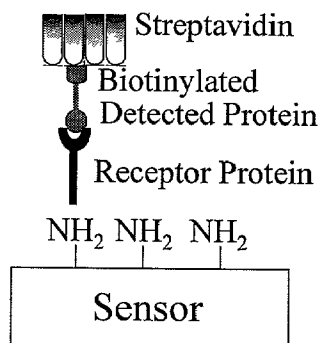 Streptavidin
Biotinylated
Detected Protein
Receptor Protein
NH₂ NH₂ NH₂
Sensor